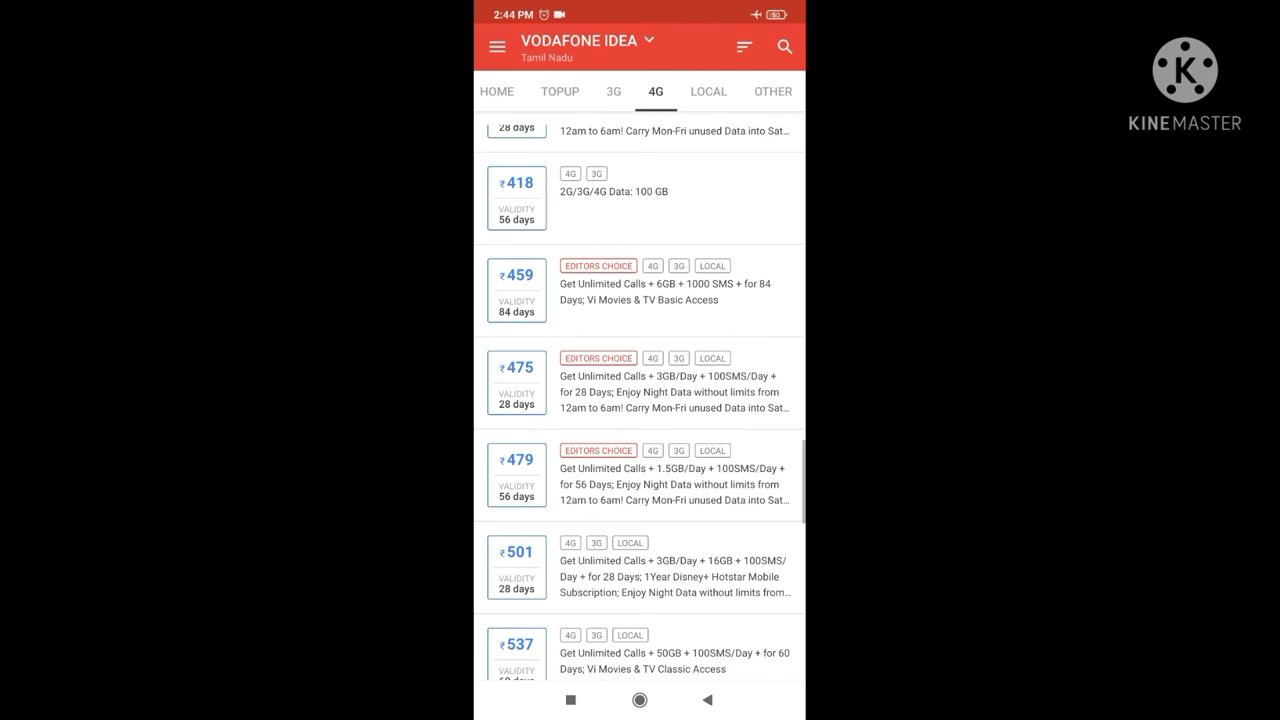 2:44 PM
50
VODAFONE IDEA
Tamil Nadu
HOME TOPUP 3G 4G LOCAL OTHER
28 days
12am to 6am! Carry Mon-Fri unused Data into Sat...
₹418
VALIDITY
56 days
4G 3G
2G/3G/4G Data: 100 GB
₹459
VALIDITY
84 days
EDITORS CHOICE 4G 3G LOCAL
Get Unlimited Calls + 6GB + 1000 SMS + for 84
Days; Vi Movies & TV Basic Access
₹475
VALIDITY
28 days
EDITORS CHOICE 4G 3G LOCAL
Get Unlimited Calls + 3GB/Day + 100SMS/Day +
for 28 Days; Enjoy Night Data without limits from
12am to 6am! Carry Mon-Fri unused Data into Sat...
₹479
VALIDITY
56 days
EDITORS CHOICE 4G 3G LOCAL
Get Unlimited Calls + 1.5GB/Day + 100SMS/Day +
for 56 Days; Enjoy Night Data without limits from
12am to 6am! Carry Mon-Fri unused Data into Sat...
₹501
VALIDITY
28 days
4G 3G LOCAL
Get Unlimited Calls + 3GB/Day + 16GB + 100SMS/
Day + for 28 Days; 1Year Disney+ Hotstar Mobile
Subscription; Enjoy Night Data without limits from...
₹537
VALIDITY
4G 3G LOCAL
Get Unlimited Calls + 50GB + 100SMS/Day + for 60
Days; Vi Movies & TV Classic Access
K
KINEMASTER